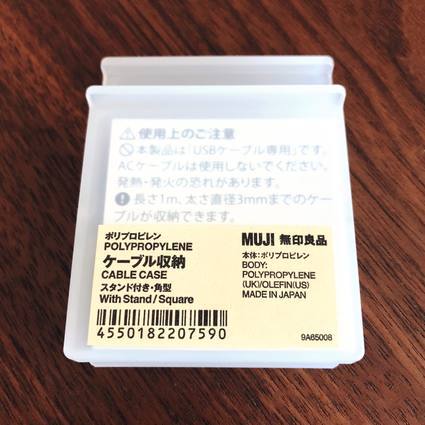 ⚠使用上のご注意
🚫本製品は「USBケーブル専用」です。
ACケーブルは使用しないでください。
発熱・発火の恐れがあります。
❗長さ1m、太さ直径3mmまでのケー
ブルが収納できます。
ポリプロピレン
POLYPROPYLENE
ケーブル収納
CABLE CASE
スタンド付き・角型
With Stand / Square
4550182207590
MUJI 無印良品
本体:ポリプロピレン
BODY:
POLYPROPYLENE
(UK)/OLEFIN(US)
MADE IN JAPAN
9A65008